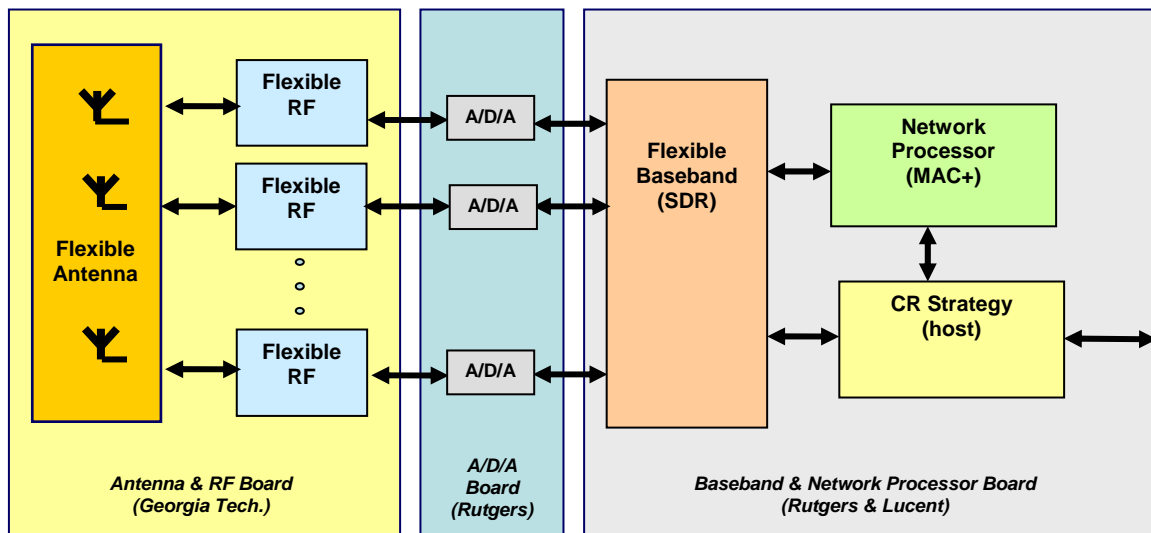 Flexible
RF
A/D/A
Flexible
RF
A/D/A
Flexible
Antenna
Flexible
RF
A/D/A
Flexible
Baseband
(SDR)
Network
Processor
(MAC+)
CR Strategy
(host)
Antenna & RF Board
(Georgia Tech.)
A/D/A
Board
(Rutgers)
Baseband & Network Processor Board
(Rutgers & Lucent)